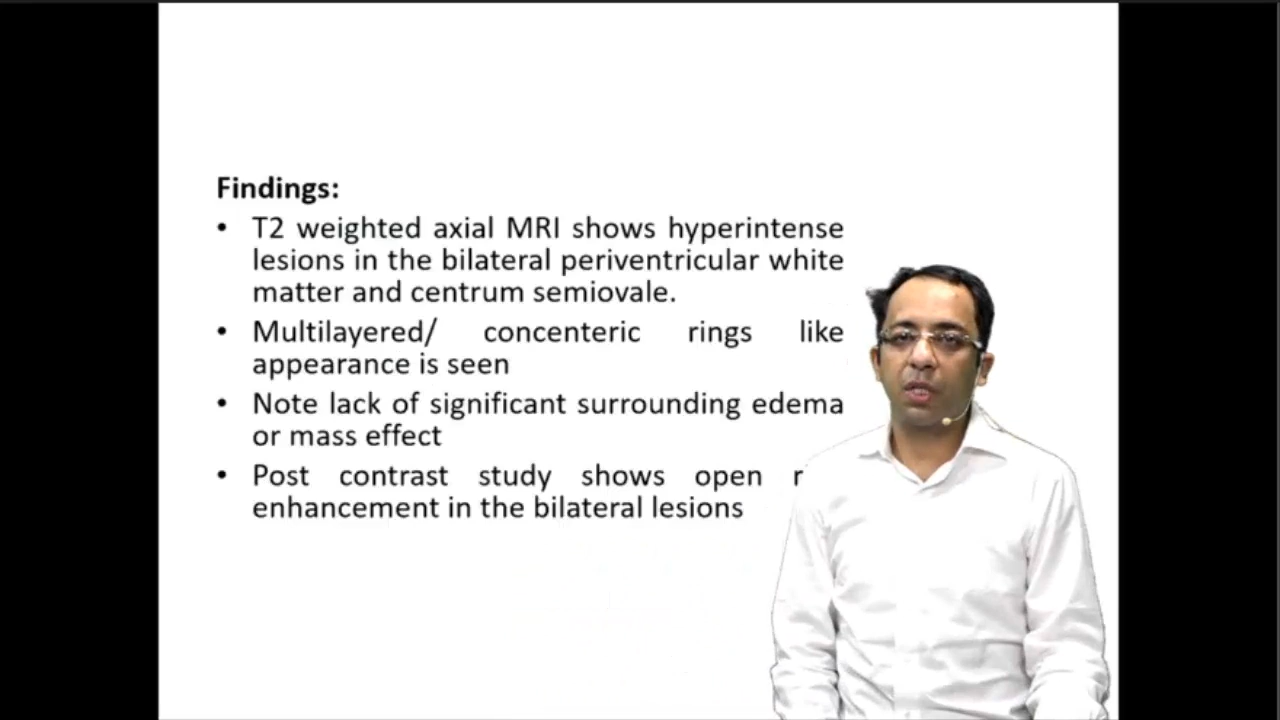 Findings:
• T2 weighted axial MRI shows hyperintense
lesions in the bilateral periventricular white
matter and centrum semiovale.
• Multilayered/ concenteric rings like
appearance is seen
• Note lack of significant surrounding edema
or mass effect
• Post contrast study shows open
enhancement in the bilateral lesions